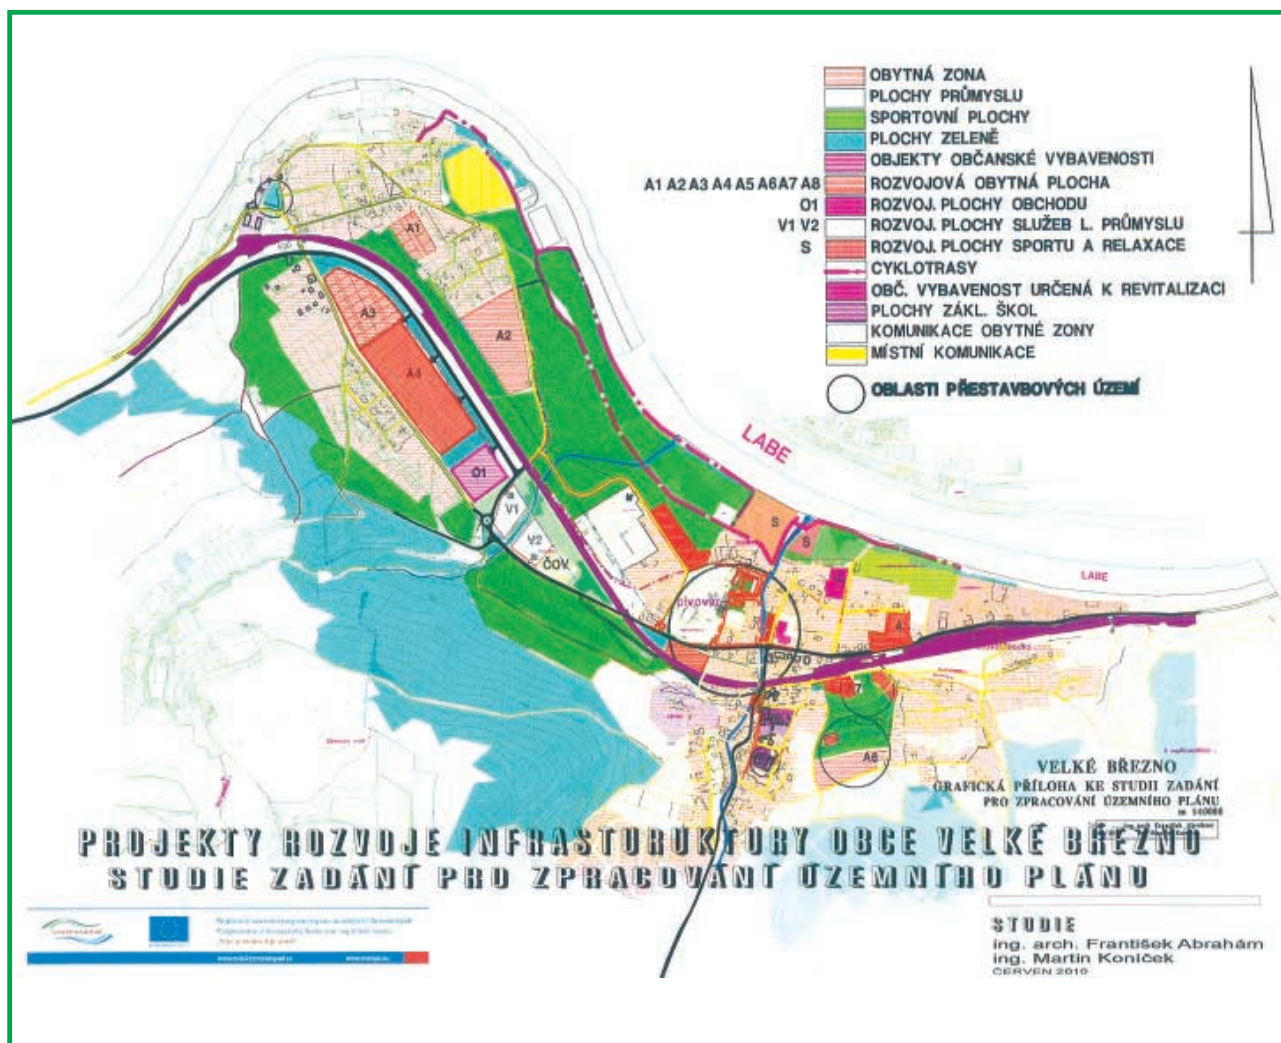 OBYTNÁ ZONA
PLOCHY PRŮMYSLU
SPORTOVNÍ PLOCHY
PLOCHY ZELENĚ
OBJEKTY OBČANSKÉ VYBAVENOSTI
A1 A2 A3 A4 A5 A6 A7 A8 ROZVOJOVÁ OBYTNÁ PLOCHA
O1 ROZVOJ. PLOCHY OBCHODU
V1 V2 ROZVOJ. PLOCHY SLUŽEB L. PRŮMYSLU
S ROZVOJ. PLOCHY SPORTU A RELAXACE
CYKLOTRASY
OBČ. VYBAVENOST URČENÁ K REVITALIZACI
PLOCHY ZÁKL. ŠKOL
KOMUNIKACE OBYTNÉ ZONY
MÍSTNÍ KOMUNIKACE
OBLASTI PŘESTAVBOVÝCH ÚZEMÍ
A1
A3
A2
A4
O1
V1
V2
ČOV
LABE
S
S
LABE
PIVOVAR
A
7
A6
VELKÉ BŘEZNO
GRAFICKÁ PŘÍLOHA KE STUDII ZADÁNÍ
PRO ZPRACOVÁNÍ ÚZEMNÍHO PLÁNU
PROJEKTY ROZVOJE INFRASTURUKTURY OBCE VELKÉ BŘEZNO
STUDIE ZADÁNÍ PRO ZPRACOVÁNÍ ÚZEMNÍHO PLÁNU
STUDIE
ing. arch. František Abrahám
ing. Martin Koníček
ČERVEN 2010